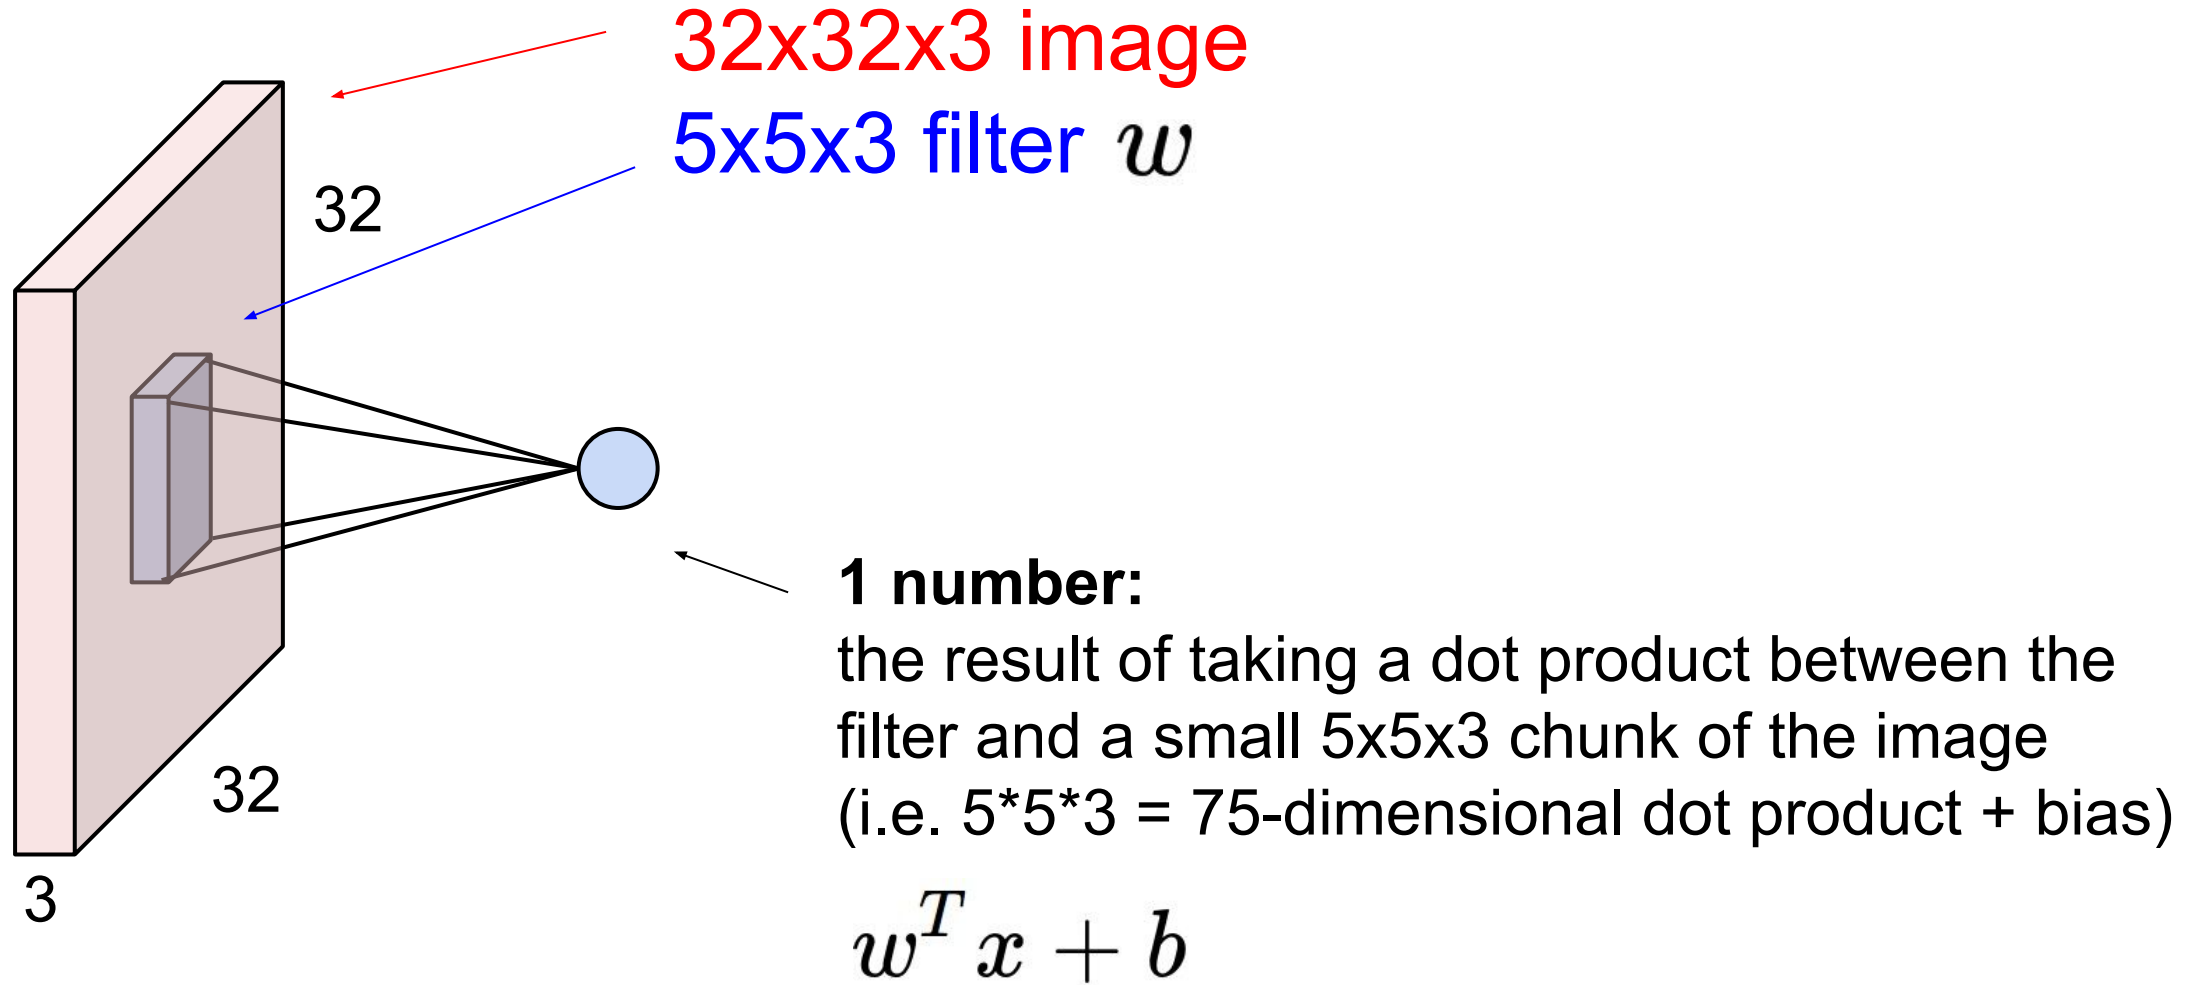 32x32x3 image
5x5x3 filter w
32
32
3
1 number:
the result of taking a dot product between the
filter and a small 5x5x3 chunk of the image
(i.e. 5*5*3 = 75-dimensional dot product + bias)
w^T x + b